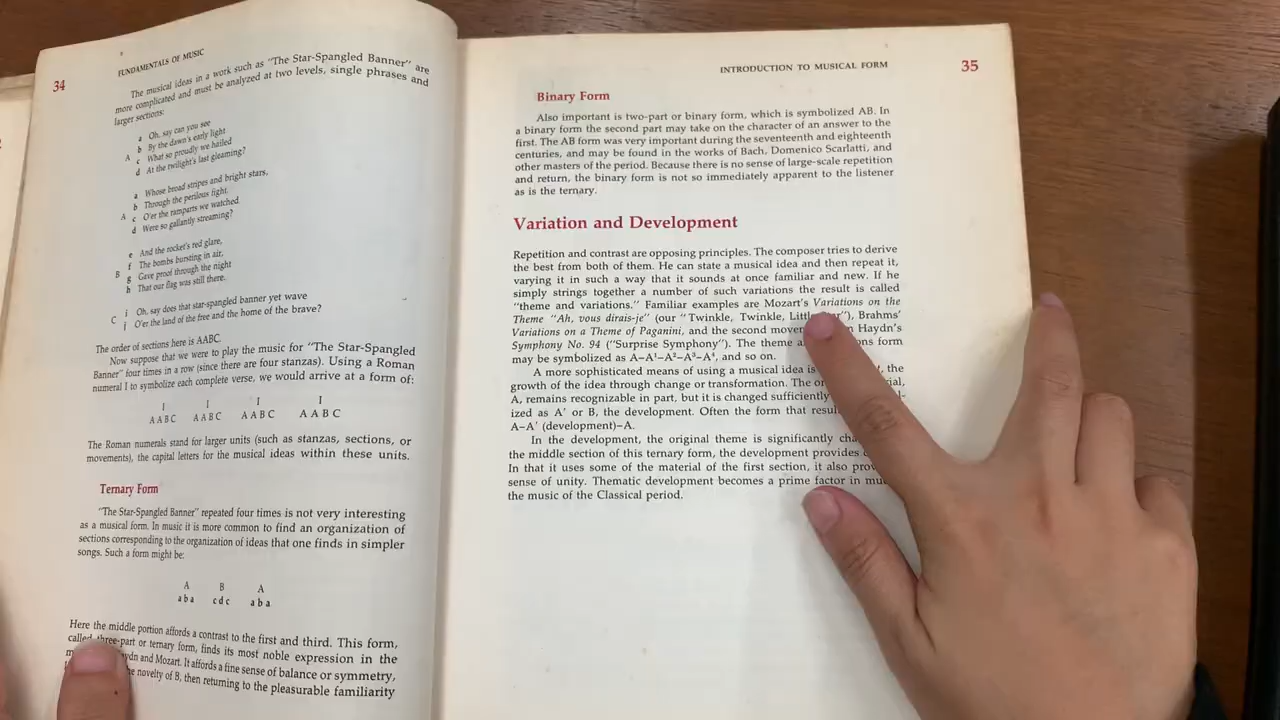 34
FUNDAMENTALS OF MUSIC
The musical ideas in a work such as "The Star-Spangled Banner" are
more complicated and must be analyzed at two levels, single phrases and
larger sections:
a Oh, say can you see
b By the dawn's early light
A c What so proudly we hailed
d At the twilight's last gleaming?
a Whose broad stripes and bright stars,
b Through the perilous fight,
A c O'er the ramparts we watched
d Were so gallantly streaming?
e And the rocket's red glare,
f The bombs bursting in air,
B g Gave proof through the night
h That our flag was still there.
C i Oh, say does that star-spangled banner yet wave
j O'er the land of the free and the home of the brave?
The order of sections here is AABC.
Now suppose that we were to play the music for "The Star-Spangled
Banner" four times in a row (since there are four stanzas). Using a Roman
numeral I to symbolize each complete verse, we would arrive at a form of:
I I I I
A A B C A A B C A A B C A A B C
The Roman numerals stand for larger units (such as stanzas, sections, or
movements), the capital letters for the musical ideas within these units.
Ternary Form
"The Star-Spangled Banner" repeated four times is not very interesting
as a musical form. In music it is more common to find an organization of
sections corresponding to the organization of ideas that one finds in simpler
songs. Such a form might be:
A B A
a b a c d c a b a
Here the middle portion affords a contrast to the first and third. This form,
called three-part or ternary form, finds its most noble expression in the
and Mozart. It affords a fine sense of balance or symmetry,
novelty of B, then returning to the pleasurable familiarity
INTRODUCTION TO MUSICAL FORM
35
Binary Form
Also important is two-part or binary form, which is symbolized AB. In
a binary form the second part may take on the character of an answer to the
first. The AB form was very important during the seventeenth and eighteenth
centuries, and may be found in the works of Bach, Domenico Scarlatti, and
other masters of the period. Because there is no sense of large-scale repetition
and return, the binary form is not so immediately apparent to the listener
as is the ternary.
Variation and Development
Repetition and contrast are opposing principles. The composer tries to derive
the best from both of them. He can state a musical idea and then repeat it,
varying it in such a way that it sounds at once familiar and new. If he
simply strings together a number of such variations the result is called
"theme and variations." Familiar examples are Mozart's Variations on the
Theme "Ah, vous dirais-je" (our "Twinkle, Twinkle, Brahms'
Variations on a Theme of Paganini, and the second Haydn's
Symphony No. 94 ("Surprise Symphony"). The theme form
may be symbolized as A–A¹–A²–A³–A⁴, and so on.
A more sophisticated means of using a musical idea is the
growth of the idea through change or transformation. The
A, remains recognizable in part, but it is changed sufficiently
ized as A' or B, the development. Often the form that
A–A' (development)–A.
In the development, the original theme is significantly
the middle section of this ternary form, the development provides
In that it uses some of the material of the first section, it also
sense of unity. Thematic development becomes a prime factor in
the music of the Classical period.